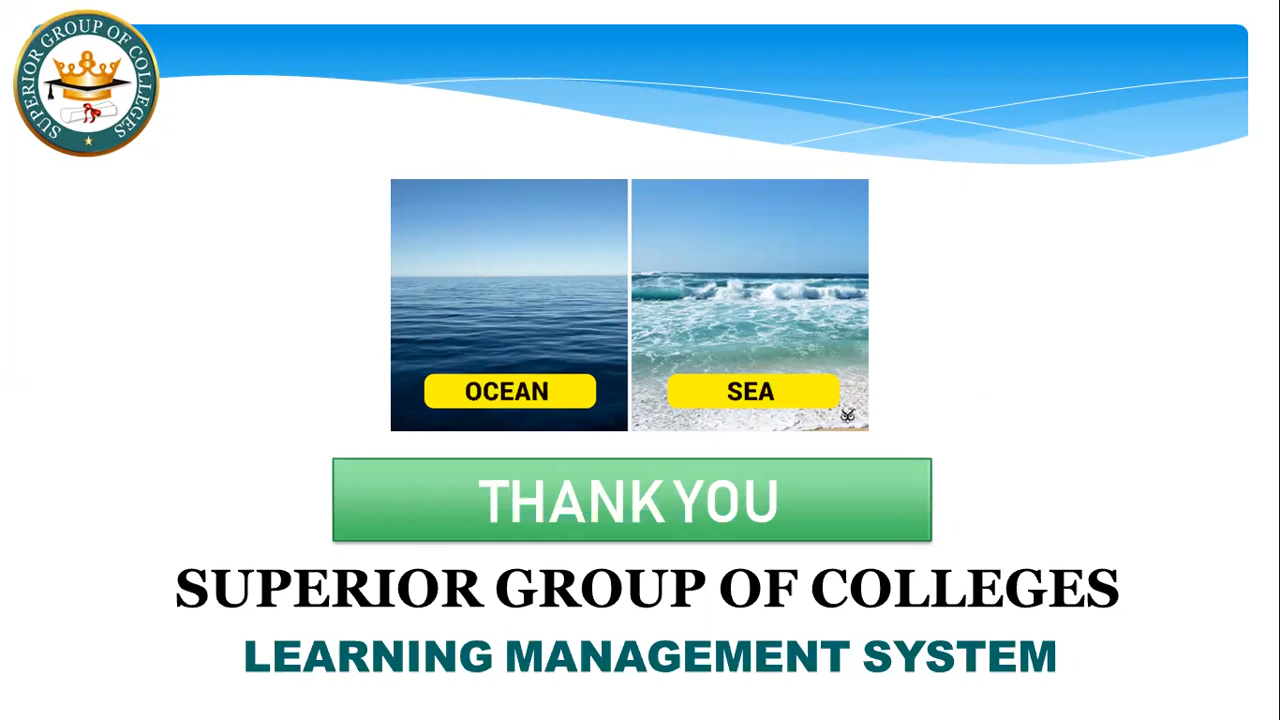 SUPERIOR GROUP OF COLLEGES
OCEAN
SEA
THANK YOU
SUPERIOR GROUP OF COLLEGES
LEARNING MANAGEMENT SYSTEM